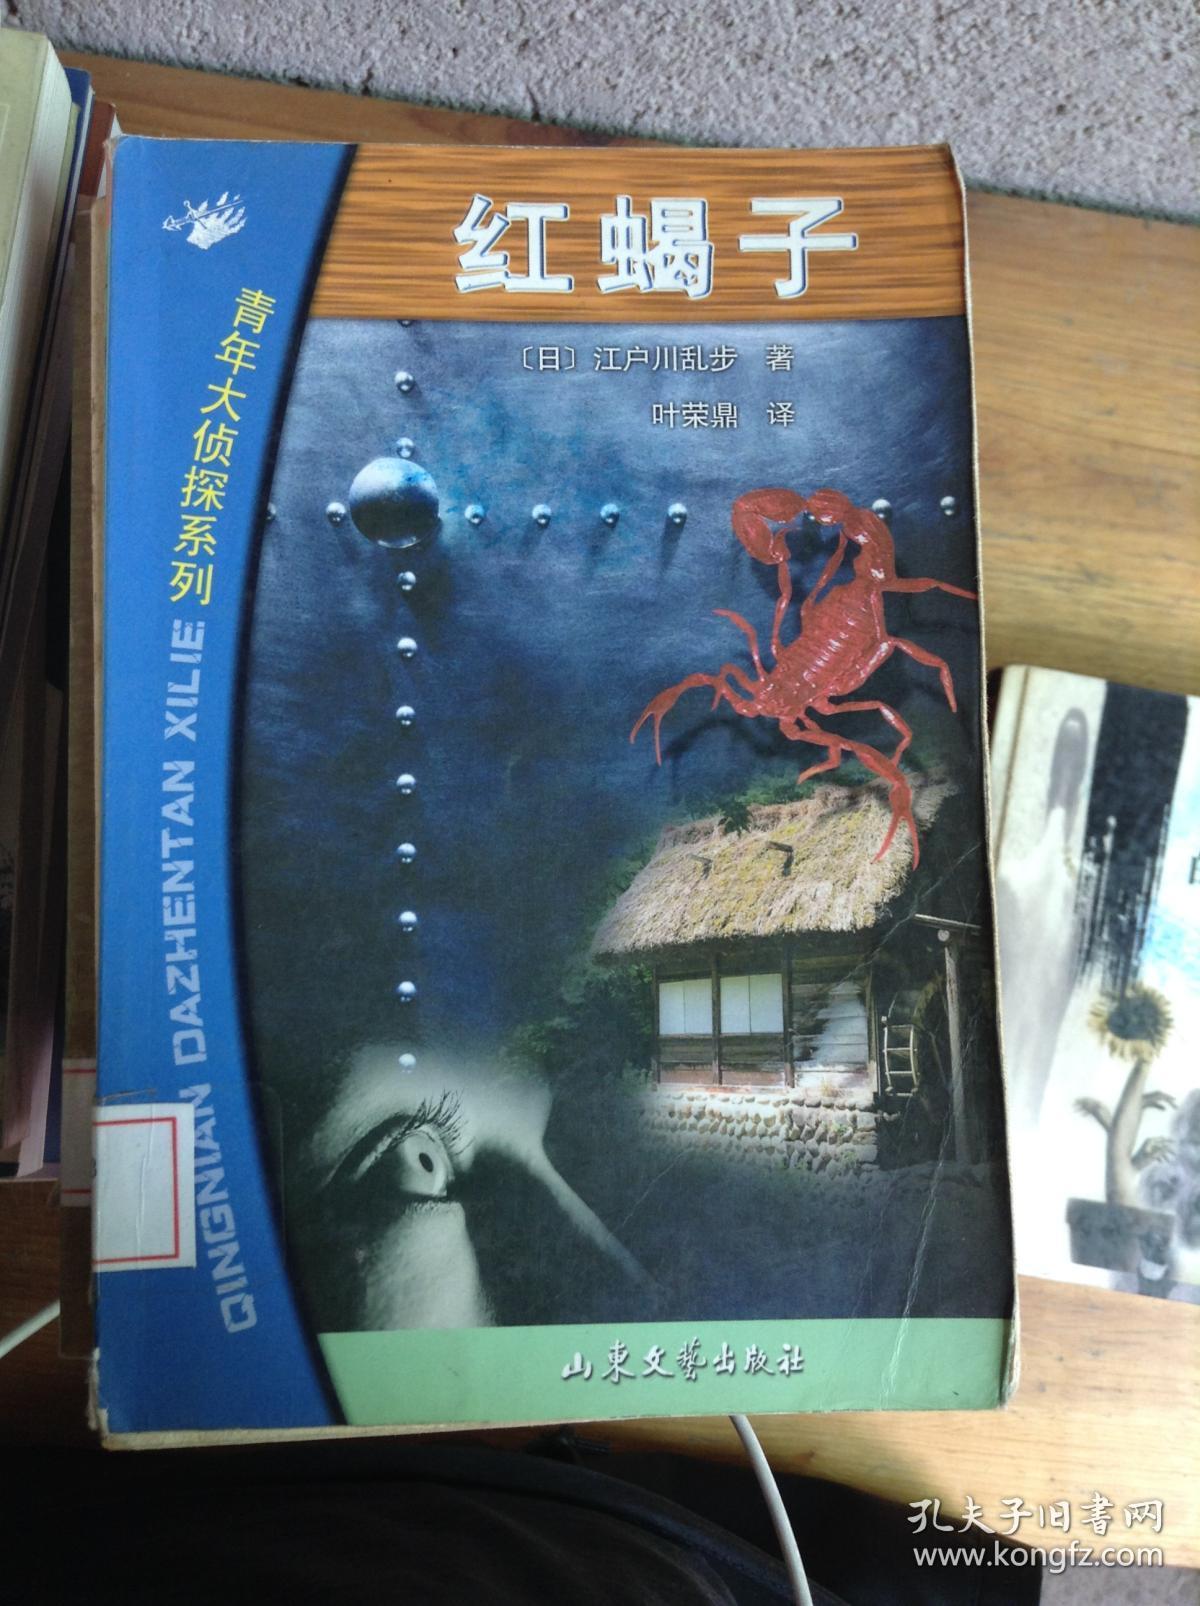 红蝎子
〔日〕江户川乱步 著
叶荣鼎 译
青年大侦探系列
QINGNIAN DAZHENTAN XILIE
山東文藝出版社
孔夫子旧书网
www.kongfz.com